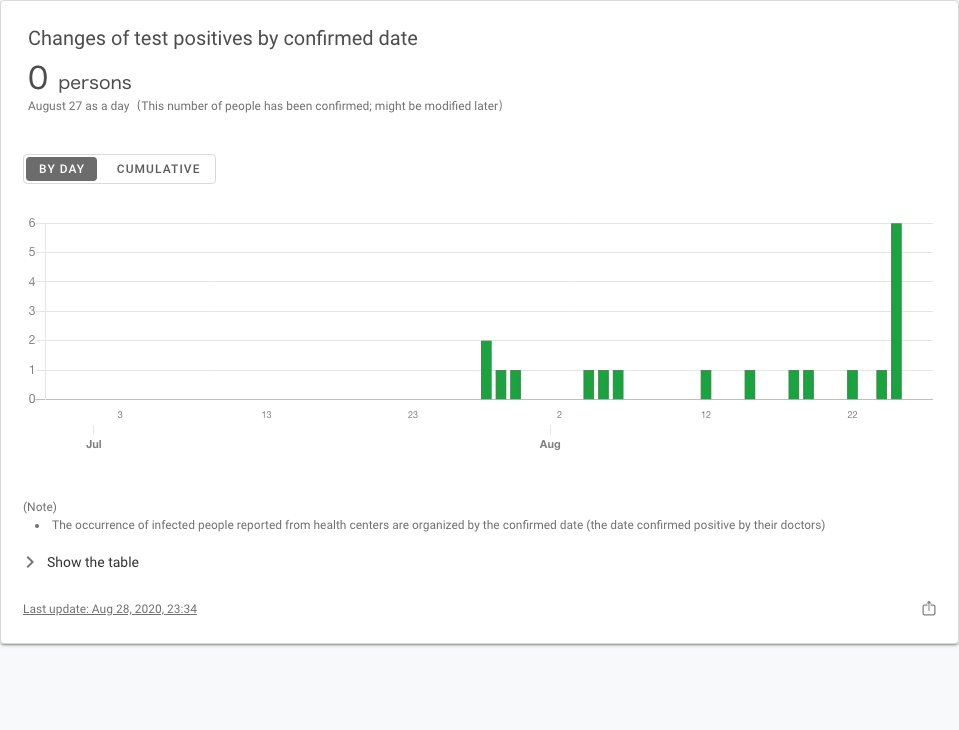 Changes of test positives by confirmed date
0 persons
August 27 as a day（This number of people has been confirmed; might be modified later）
BY DAY CUMULATIVE
6
5
4
3
2
1
0
3 13 23 2 12 22
Jul Aug
(Note)
• The occurrence of infected people reported from health centers are organized by the confirmed date (the date confirmed positive by their doctors)
Show the table
Last update: Aug 28, 2020, 23:34